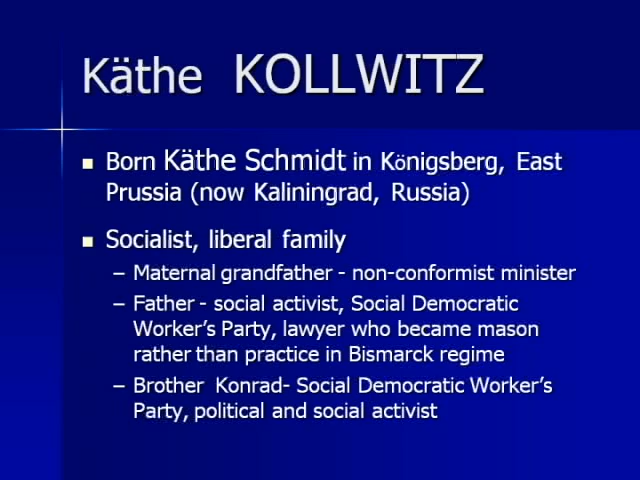 Käthe KOLLWITZ
Born Käthe Schmidt in Königsberg, East
Prussia (now Kaliningrad, Russia)
Socialist, liberal family
– Maternal grandfather - non-conformist minister
– Father - social activist, Social Democratic
Worker's Party, lawyer who became mason
rather than practice in Bismarck regime
– Brother Konrad- Social Democratic Worker's
Party, political and social activist